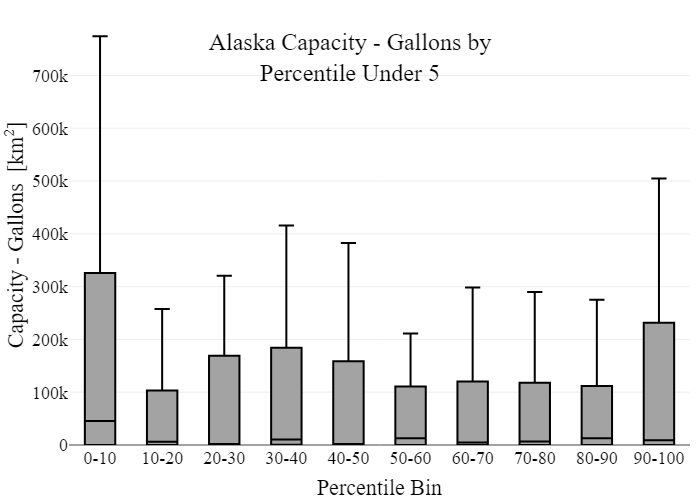 Alaska Capacity - Gallons by
Percentile Under 5
Capacity - Gallons [km²]
700k
600k
500k
400k
300k
200k
100k
0
0-10 10-20 20-30 30-40 40-50 50-60 60-70 70-80 80-90 90-100
Percentile Bin